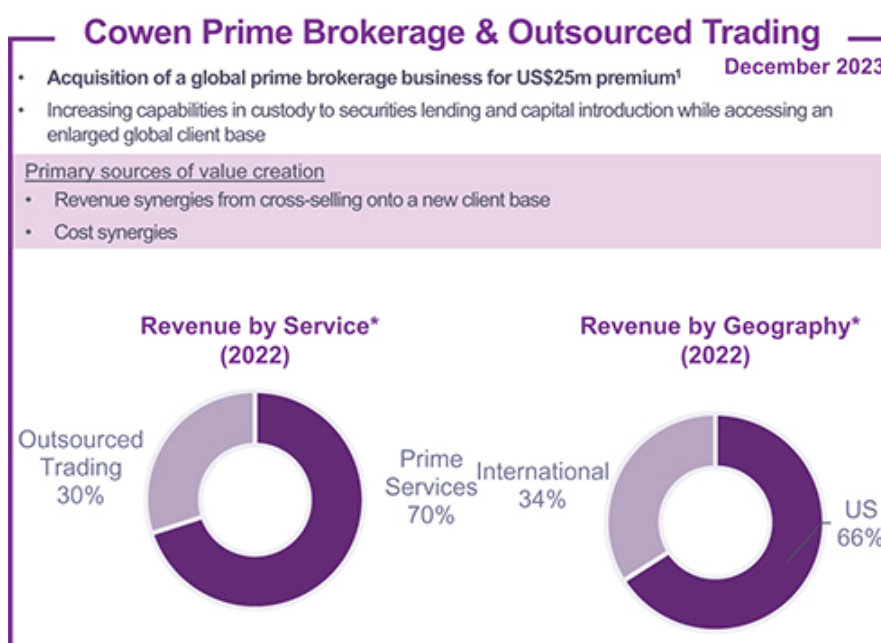 Cowen Prime Brokerage & Outsourced Trading
December 2023
• Acquisition of a global prime brokerage business for US$25m premium¹
• Increasing capabilities in custody to securities lending and capital introduction while accessing an
enlarged global client base
Primary sources of value creation
• Revenue synergies from cross-selling onto a new client base
• Cost synergies
Revenue by Service*
(2022)
Outsourced
Trading
30%
Prime
Services
70%
Revenue by Geography*
(2022)
International
34%
US
66%